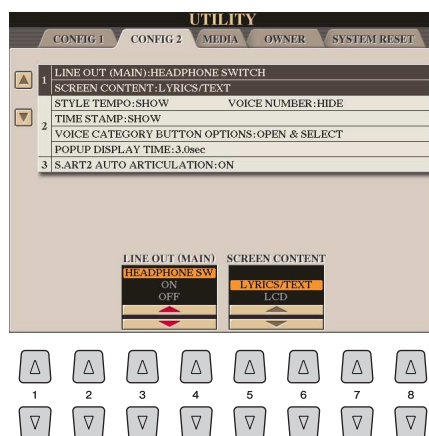 UTILITY
CONFIG 1 CONFIG 2 MEDIA OWNER SYSTEM RESET
1 LINE OUT (MAIN):HEADPHONE SWITCH
SCREEN CONTENT:LYRICS/TEXT
2 STYLE TEMPO:SHOW VOICE NUMBER:HIDE
TIME STAMP:SHOW
VOICE CATEGORY BUTTON OPTIONS:OPEN & SELECT
POPUP DISPLAY TIME:3.0sec
3 S.ART2 AUTO ARTICULATION:ON
LINE OUT (MAIN) SCREEN CONTENT
HEADPHONE SW
ON LYRICS/TEXT
OFF LCD
1 2 3 4 5 6 7 8